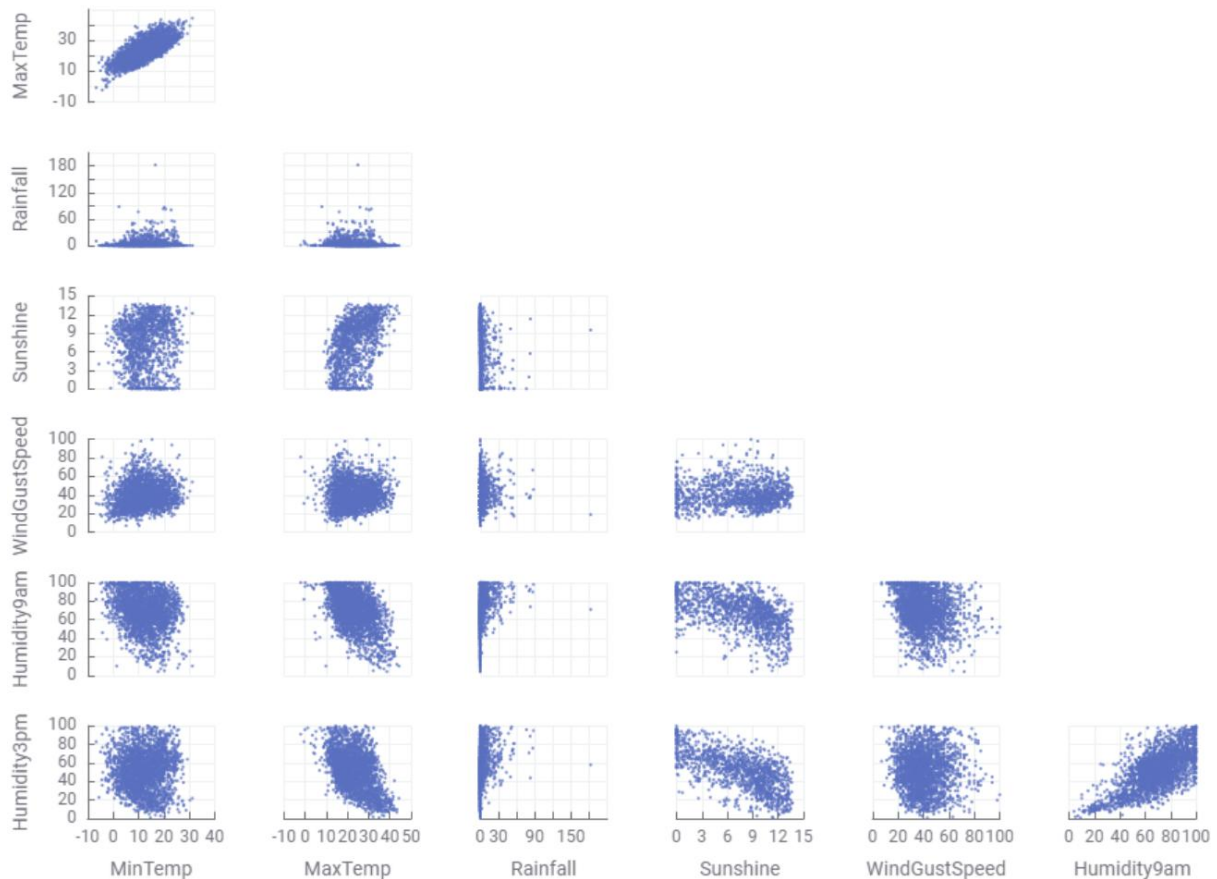 MaxTemp
30
10
-10
Rainfall
180
120
60
0
Sunshine
15
12
9
6
3
0
WindGustSpeed
100
80
60
40
20
0
Humidity9am
100
80
60
40
20
0
Humidity3pm
100
80
60
40
20
0
-10 0 10 20 30 40
-10 0 10 20 30 40 50
0 30 90 150
0 3 6 9 12 15
0 20 40 60 80 100
0 20 40 60 80 100
MinTemp MaxTemp Rainfall Sunshine WindGustSpeed Humidity9am